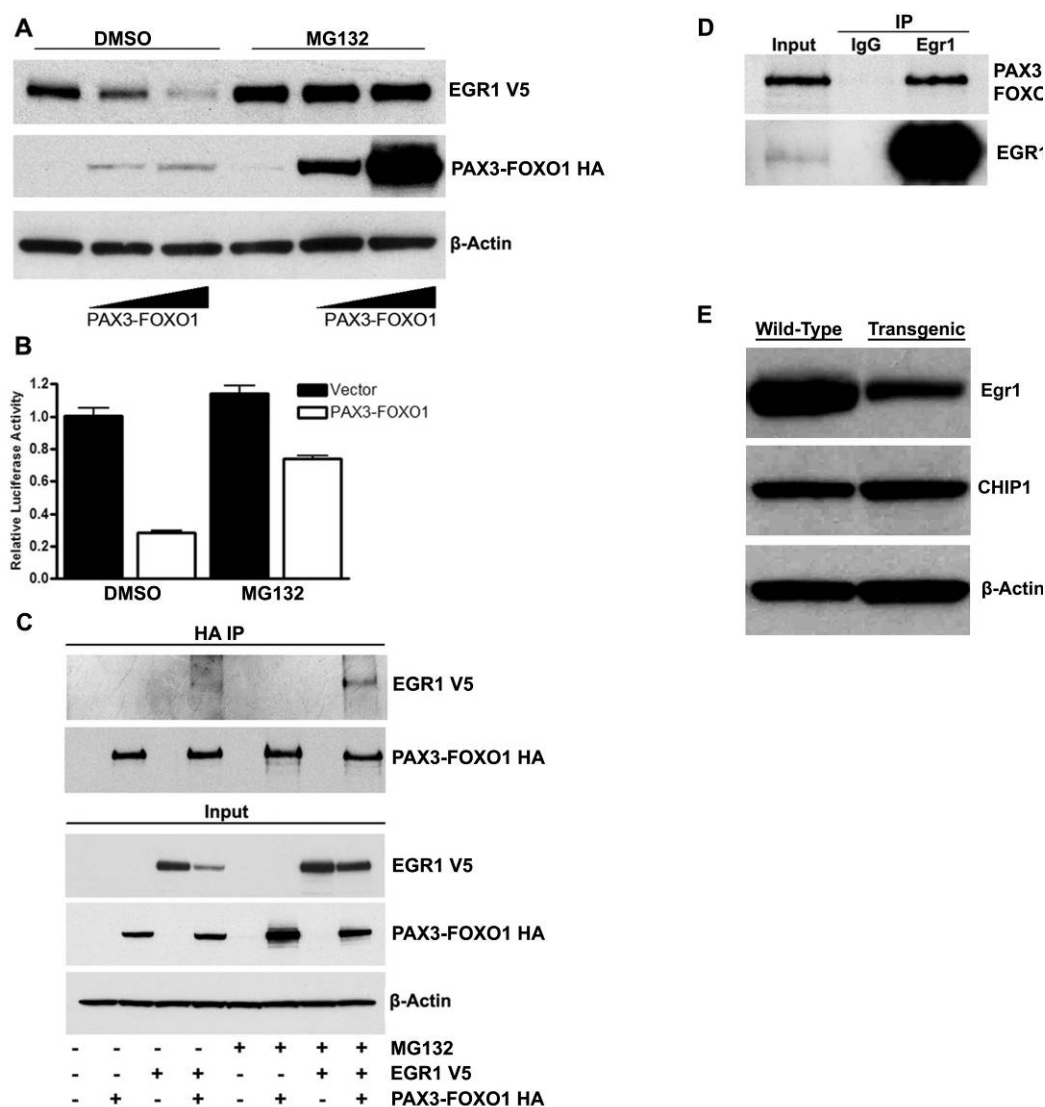 A
DMSO MG132
EGR1 V5
PAX3-FOXO1 HA
β-Actin
PAX3-FOXO1 PAX3-FOXO1
B
Relative Luciferase Activity
1.2
1.0
0.8
0.6
0.4
0.2
0.0
Vector
PAX3-FOXO1
DMSO MG132
C
HA IP
EGR1 V5
PAX3-FOXO1 HA
Input
EGR1 V5
PAX3-FOXO1 HA
β-Actin
- - - - + + + + MG132
- - + + - - + + EGR1 V5
- + - + - + - + PAX3-FOXO1 HA
D
IP
Input IgG Egr1
PAX3
FOXO
EGR1
E
Wild-Type Transgenic
Egr1
CHIP1
β-Actin